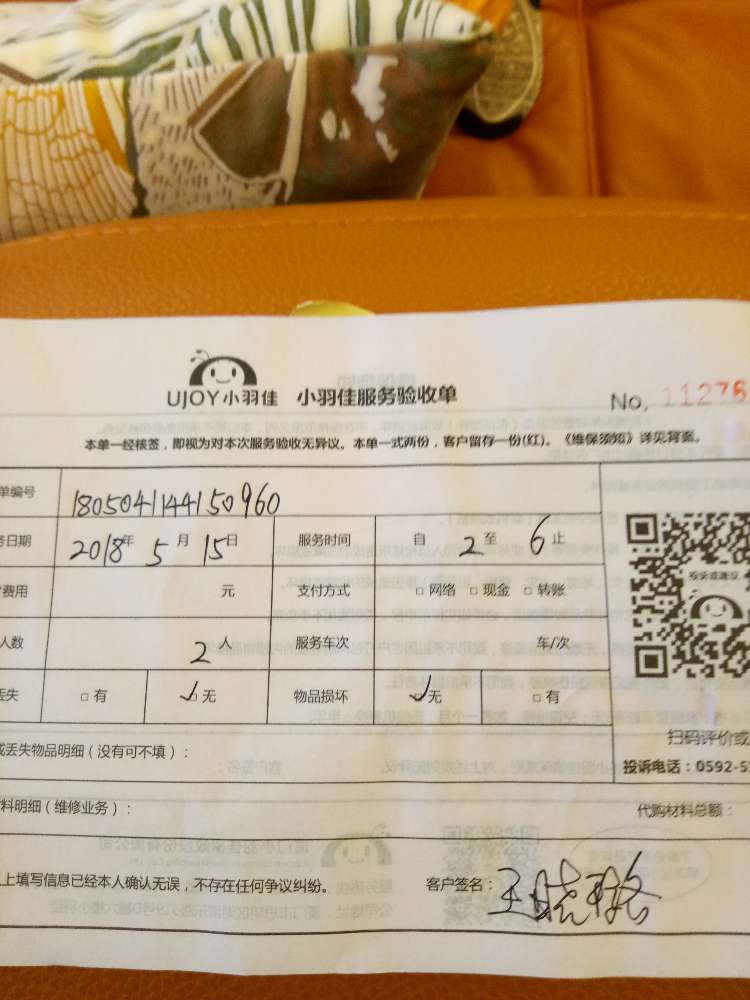 UJOY小羽佳 小羽佳服务验收单 No. 11276
本单一经核签，即视为对本次服务验收无异议。本单一式两份，客户留存一份(红)。《维保须知》详见背面。
单编号 1805041144150960
务日期 2018年 5月 15日 服务时间 自 2 至 6 止
费用 元 支付方式 □ 网络 □ 现金 □ 转账
人数 2人 服务车次 车/次
丢失 □ 有 ☑ 无 物品损坏 ☑ 无 □ 有
投诉或建议
扫码评价或
或丢失物品明细（没有可不填）：
投诉电话：0592-5
料明细（维修业务）：
代购材料总额：
上填写信息已经本人确认无误，不存在任何争议纠纷。 客户签名：王晓